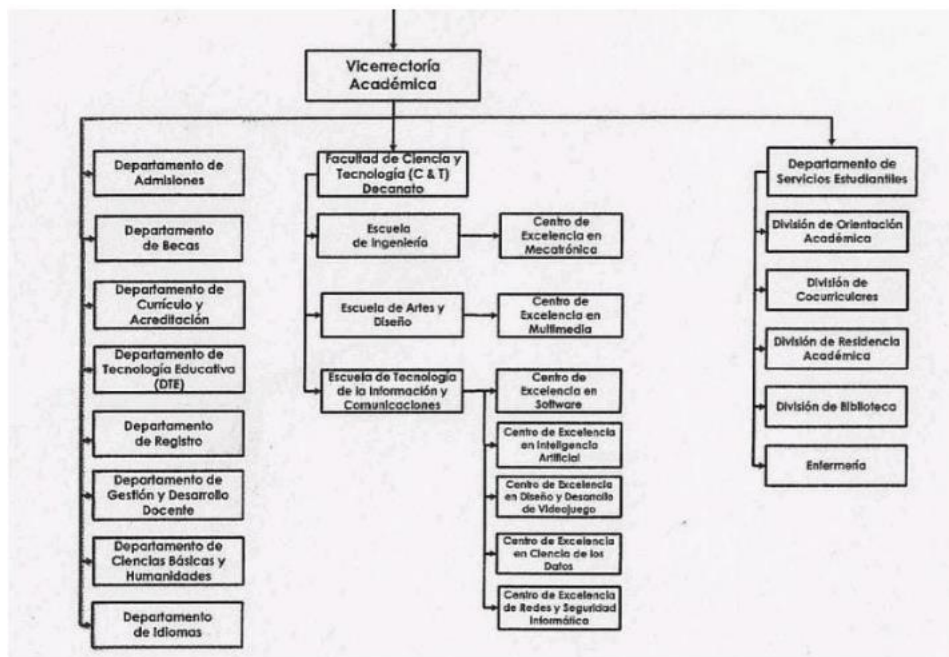 Vicerrectoría
Académica
Departamento de
Admisiones
Departamento
de Becas
Departamento de
Currículo y
Acreditación
Departamento de
Tecnología Educativa
(DTE)
Departamento
de Registro
Departamento de
Gestión y Desarrollo
Docente
Departamento de
Ciencias Básicas y
Humanidades
Departamento
de Idiomas
Facultad de Ciencia y
Tecnología (C & T)
Decanato
Escuela
de Ingeniería
Centro de
Excelencia en
Mecatrónica
Escuela de Artes y
Diseño
Centro de
Excelencia en
Multimedia
Escuela de Tecnología
de la Información y
Comunicaciones
Centro de
Excelencia en
Software
Centro de Excelencia
en Inteligencia
Artificial
Centro de Excelencia
en Diseño y Desarrollo
de Videojuego
Centro de Excelencia
en Ciencia de los
Datos
Centro de Excelencia
de Redes y Seguridad
Informática
Departamento de
Servicios Estudiantiles
División de Orientación
Académica
División de
Cocurriculares
División de Residencia
Académica
División de Biblioteca
Enfermería